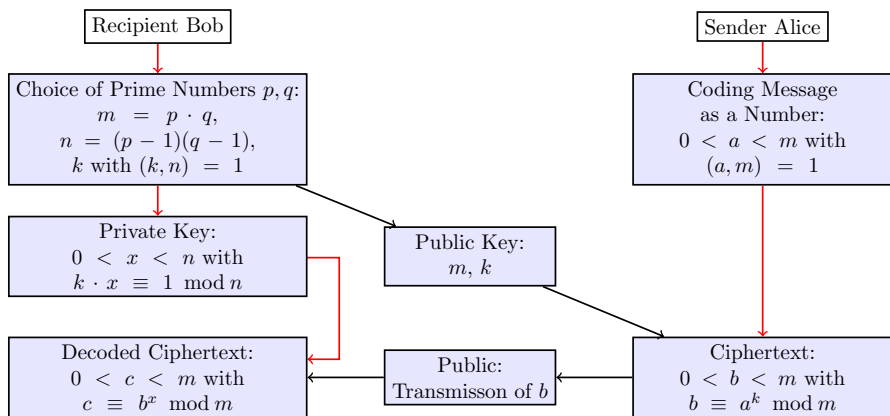 Recipient Bob
Sender Alice
Choice of Prime Numbers p, q:
m = p · q,
n = (p − 1)(q − 1),
k with (k, n) = 1
Coding Message
as a Number:
0 < a < m with
(a, m) = 1
Private Key:
0 < x < n with
k · x ≡ 1 mod n
Public Key:
m, k
Decoded Ciphertext:
0 < c < m with
c ≡ bˣ mod m
Public:
Transmisson of b
Ciphertext:
0 < b < m with
b ≡ aᵏ mod m